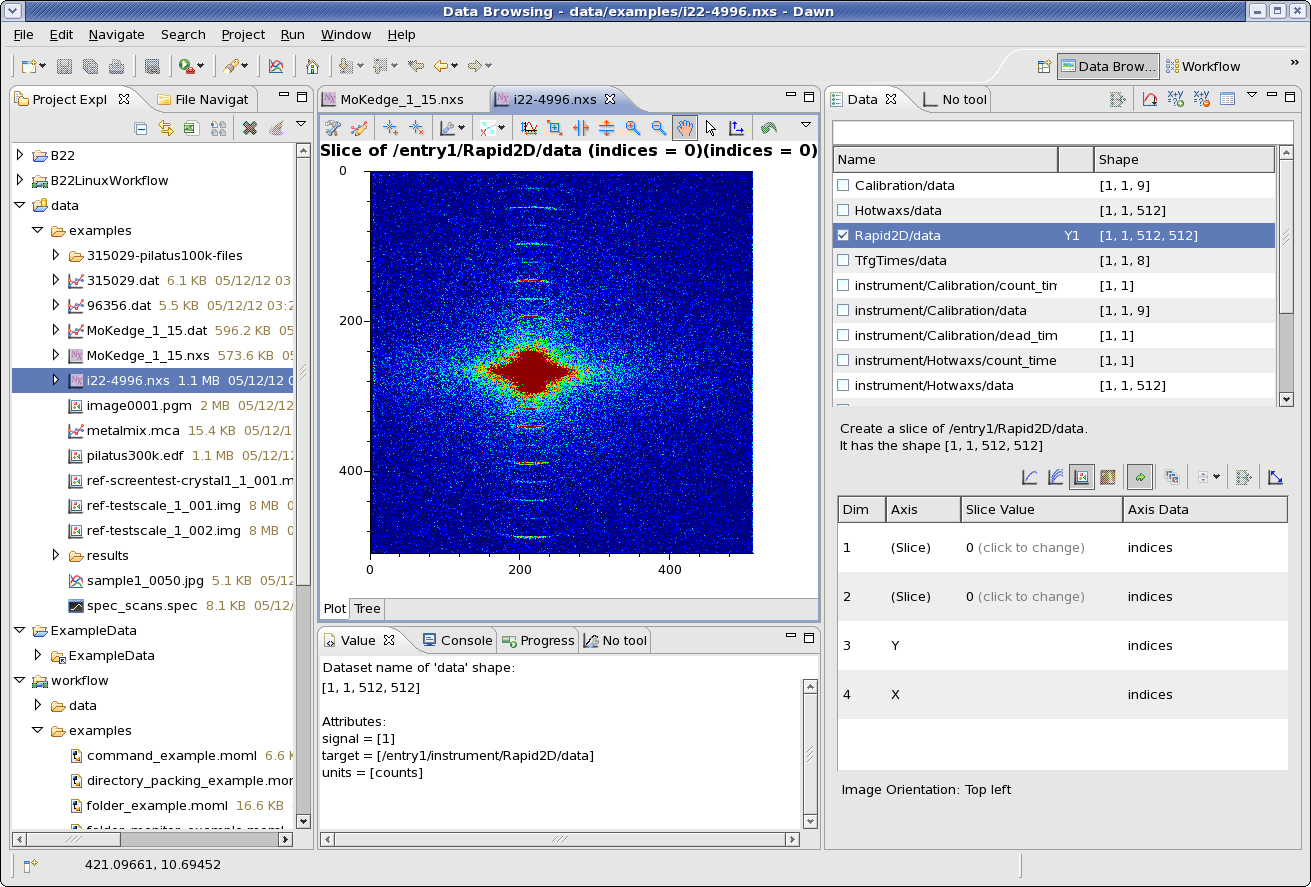 Data Browsing - data/examples/i22-4996.nxs - Dawn
File Edit Navigate Search Project Run Window Help
Data Brow... Workflow »
Project Expl
File Navigat
B22
B22LinuxWorkflow
data
examples
315029-pilatus100k-files
315029.dat 6.1 KB 05/12/12 03
96356.dat 5.5 KB 05/12/12 03:2
MoKedge_1_15.dat 596.2 KB 05
MoKedge_1_15.nxs 573.6 KB 05
i22-4996.nxs 1.1 MB 05/12/12 0
image0001.pgm 2 MB 05/12/12
metalmix.mca 15.4 KB 05/12/1
pilatus300k.edf 1.1 MB 05/12/12
ref-screentest-crystal1_1_001.m
ref-testscale_1_001.img 8 MB 0
ref-testscale_1_002.img 8 MB 0
results
sample1_0050.jpg 5.1 KB 05/12
spec_scans.spec 8.1 KB 05/12/
ExampleData
ExampleData
workflow
data
examples
command_example.moml 6.6 K
directory_packing_example.mor
folder_example.moml 16.6 KB
folder_monitor_example.moml
MoKedge_1_15.nxs
i22-4996.nxs
Slice of /entry1/Rapid2D/data (indices = 0)(indices = 0)
0
200
400
0 200 400
Plot Tree
Value Console Progress No tool
Dataset name of 'data' shape:
[1, 1, 512, 512]
Attributes:
signal = [1]
target = [/entry1/instrument/Rapid2D/data]
units = [counts]
Data No tool
Name Shape
Calibration/data [1, 1, 9]
Hotwaxs/data [1, 1, 512]
Rapid2D/data Y1 [1, 1, 512, 512]
TfgTimes/data [1, 1, 8]
instrument/Calibration/count_tim [1, 1]
instrument/Calibration/data [1, 1, 9]
instrument/Calibration/dead_tim [1, 1]
instrument/Hotwaxs/count_time [1, 1]
instrument/Hotwaxs/data [1, 1, 512]
Create a slice of /entry1/Rapid2D/data.
It has the shape [1, 1, 512, 512]
Dim Axis Slice Value Axis Data
1 (Slice) 0 (click to change) indices
2 (Slice) 0 (click to change) indices
3 Y indices
4 X indices
Image Orientation: Top left
421.09661, 10.69452